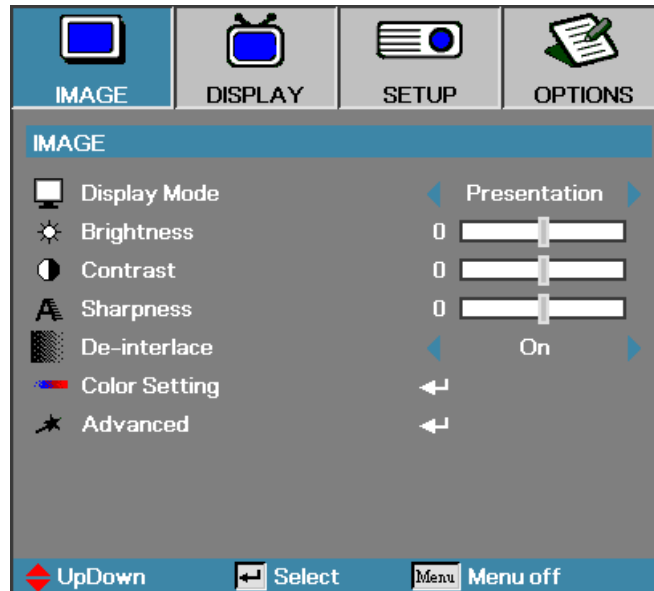 IMAGE DISPLAY SETUP OPTIONS
IMAGE
Display Mode Presentation
Brightness 0
Contrast 0
Sharpness 0
De-interlace On
Color Setting
Advanced
UpDown Select Menu Menu off